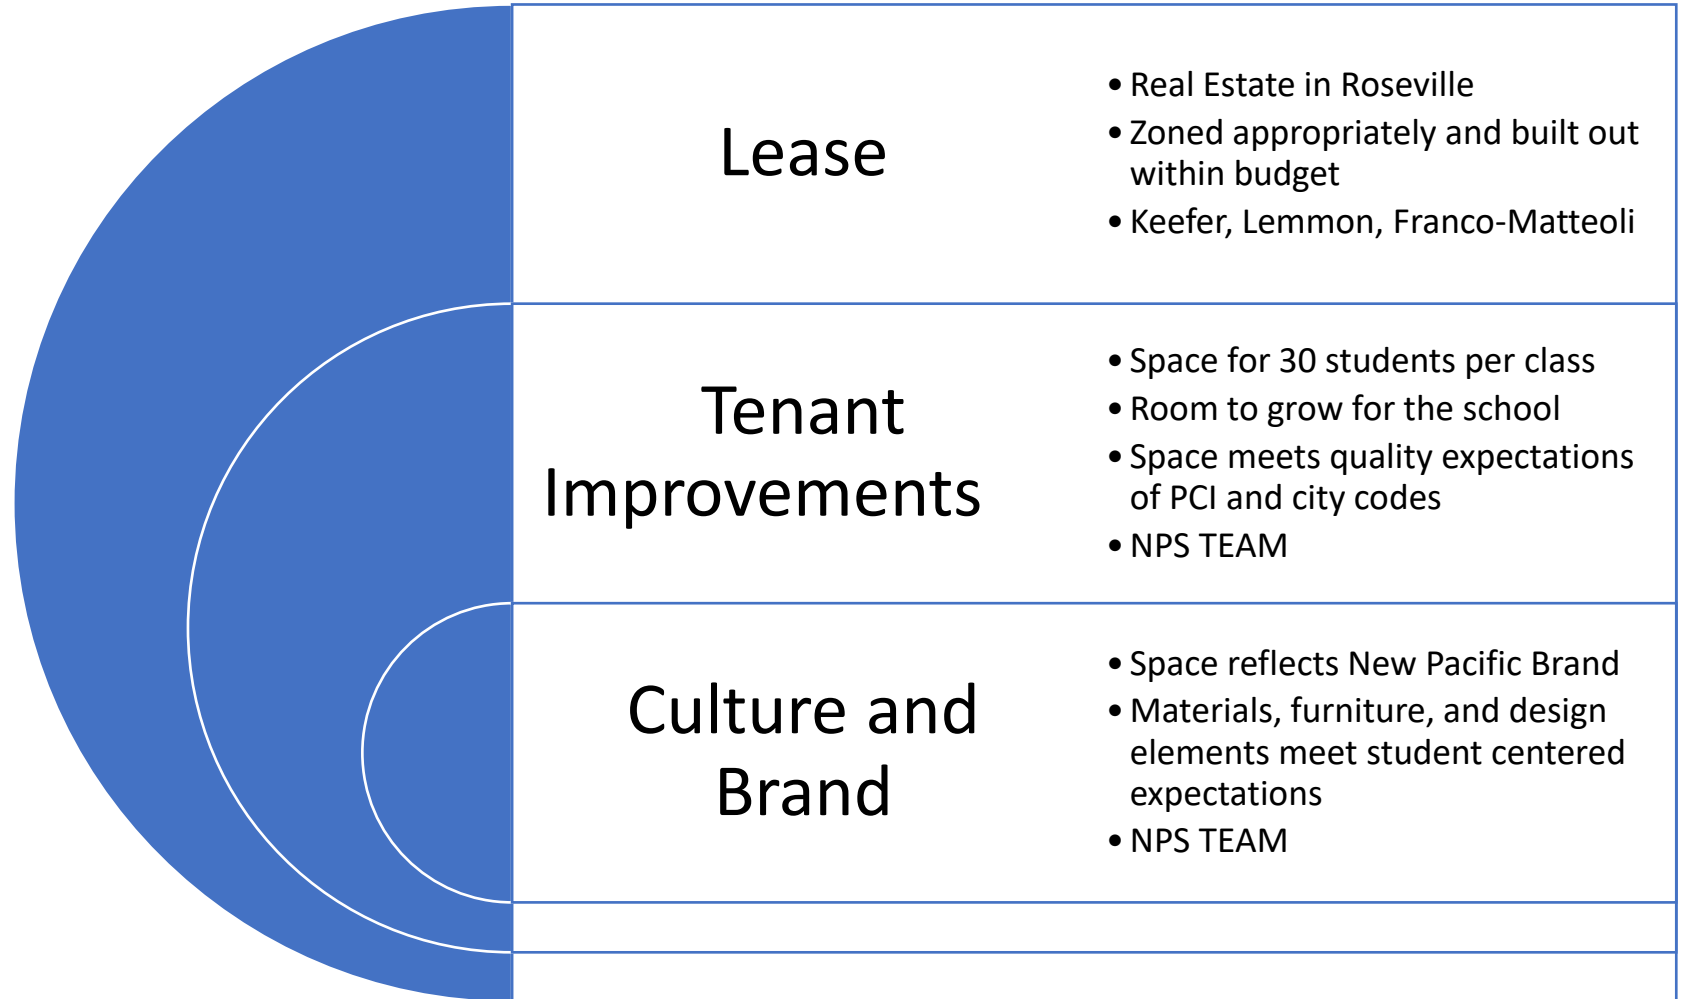 Lease
• Real Estate in Roseville
• Zoned appropriately and built out
within budget
• Keefer, Lemmon, Franco-Matteoli
Tenant
Improvements
• Space for 30 students per class
• Room to grow for the school
• Space meets quality expectations
of PCI and city codes
• NPS TEAM
Culture and
Brand
• Space reflects New Pacific Brand
• Materials, furniture, and design
elements meet student centered
expectations
• NPS TEAM